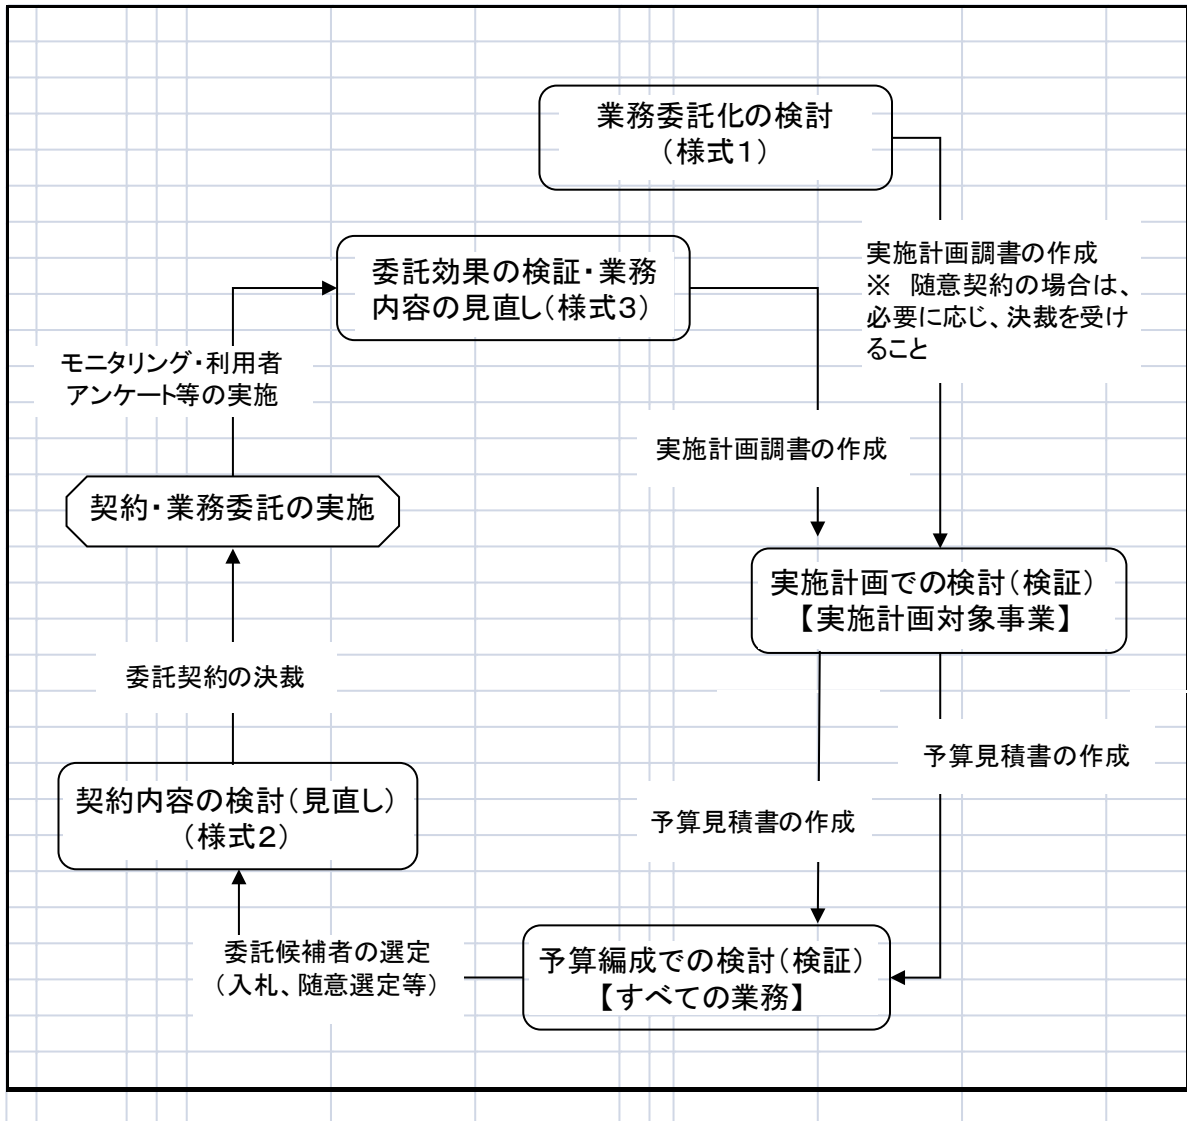 業務委託化の検討
（様式１）
実施計画調書の作成
※　随意契約の場合は、
必要に応じ、決裁を受け
ること
委託効果の検証・業務
内容の見直し（様式３）
モニタリング・利用者
アンケート等の実施
実施計画調書の作成
契約・業務委託の実施
実施計画での検討（検証）
【実施計画対象事業】
委託契約の決裁
予算見積書の作成
契約内容の検討（見直し）
（様式２）
予算見積書の作成
委託候補者の選定
（入札、随意選定等）
予算編成での検討（検証）
【すべての業務】